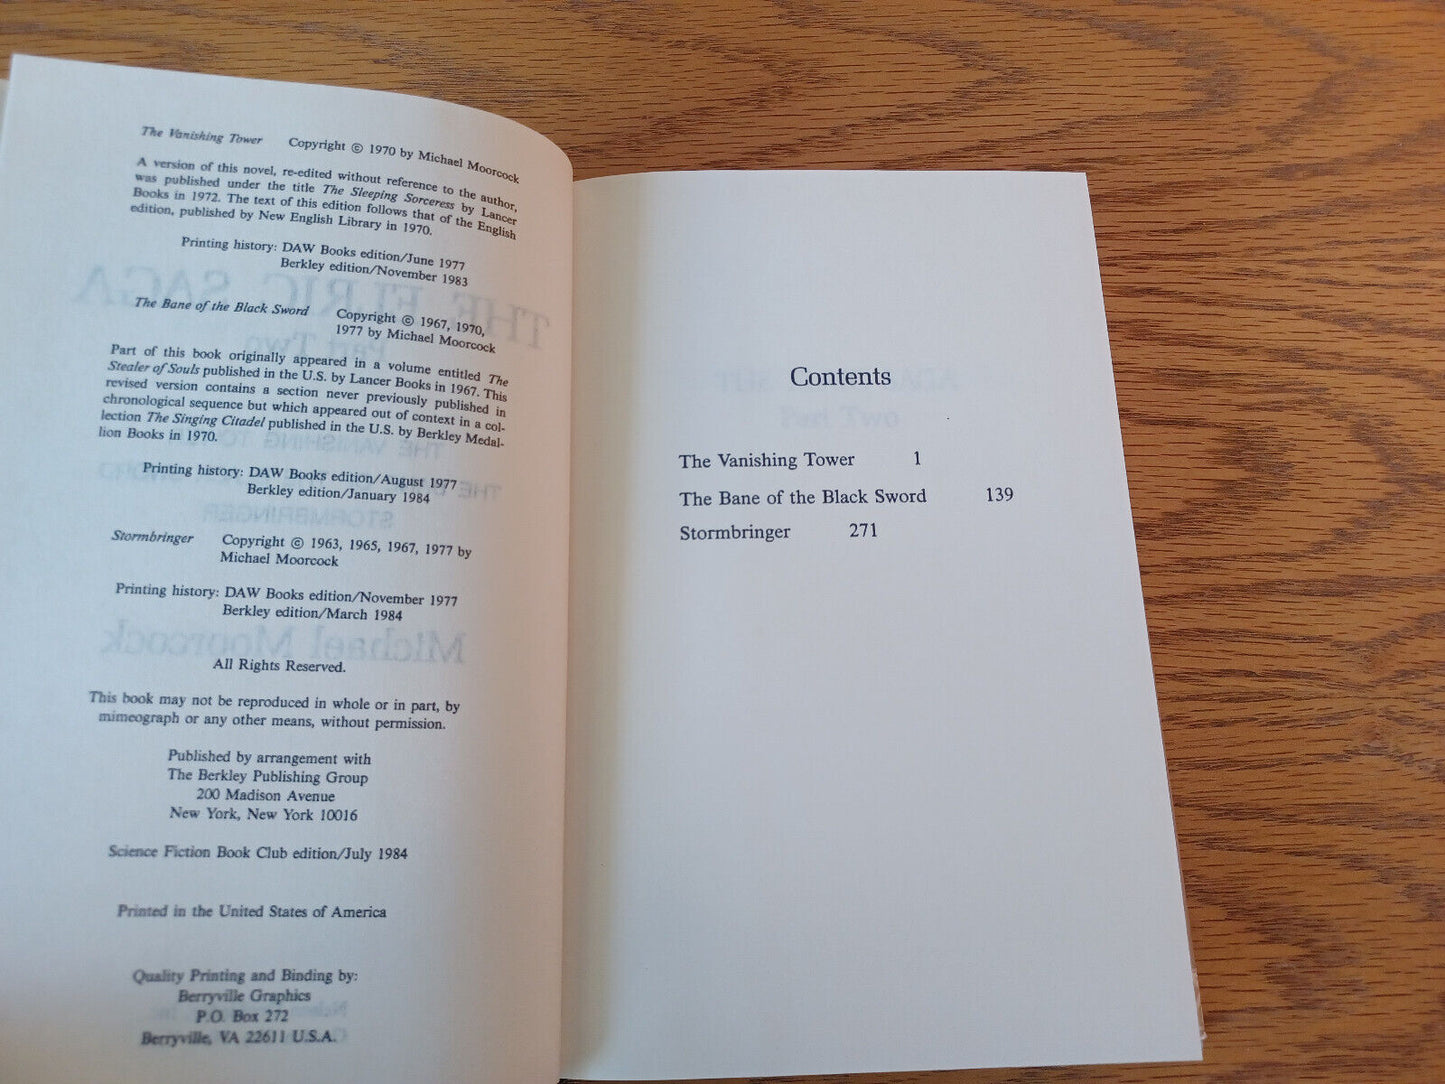 The Vanishing Tower Copyright © 1970 by Michael Moorcock
A version of this novel, re-edited without reference to the author,
was published under the title The Sleeping Sorceress by Lancer
Books in 1972. The text of this edition follows that of the English
edition, published by New English Library in 1970.
Printing history: DAW Books edition/June 1977
Berkley edition/November 1983
The Bane of the Black Sword Copyright © 1967, 1970,
1977 by Michael Moorcock
Part of this book originally appeared in a volume entitled The
Stealer of Souls published in the U.S. by Lancer Books in 1967. This
revised version contains a section never previously published in
chronological sequence but which appeared out of context in a col-
lection The Singing Citadel published in the U.S. by Berkley Medal-
lion Books in 1970.
Printing history: DAW Books edition/August 1977
Berkley edition/January 1984
Stormbringer Copyright © 1963, 1965, 1967, 1977 by
Michael Moorcock
Printing history: DAW Books edition/November 1977
Berkley edition/March 1984
All Rights Reserved.
This book may not be reproduced in whole or in part, by
mimeograph or any other means, without permission.
Published by arrangement with
The Berkley Publishing Group
200 Madison Avenue
New York, New York 10016
Science Fiction Book Club edition/July 1984
Printed in the United States of America
Quality Printing and Binding by:
Berryville Graphics
P.O. Box 272
Berryville, VA 22611 U.S.A.
Contents
The Vanishing Tower 1
The Bane of the Black Sword 139
Stormbringer 271
THE ELRIC SAGA
Part Two
STORMBRINGER
Michael Moorcock
Part Two